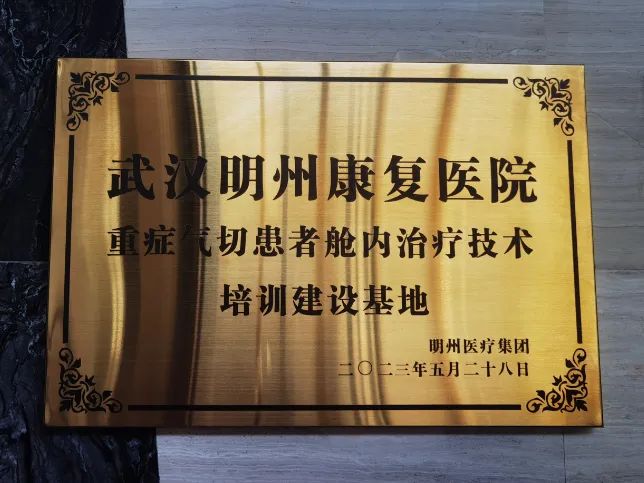 武汉明州康复医院
重症气切患者舱内治疗技术
培训建设基地
明州医疗集团
二〇二三年五月二十八日